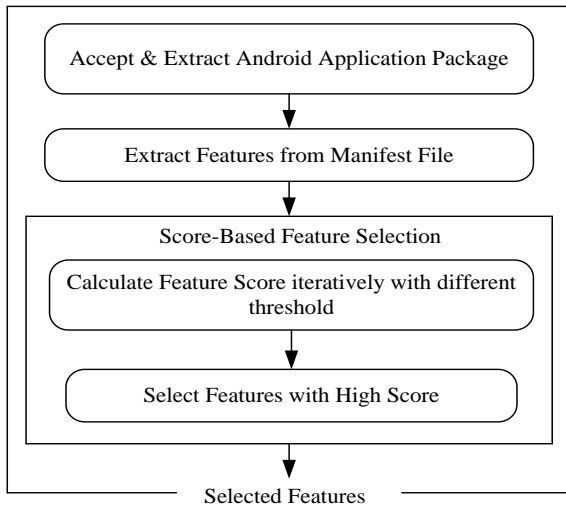 Accept & Extract Android Application Package
Extract Features from Manifest File
Score-Based Feature Selection
Calculate Feature Score iteratively with different
threshold
Select Features with High Score
Selected Features